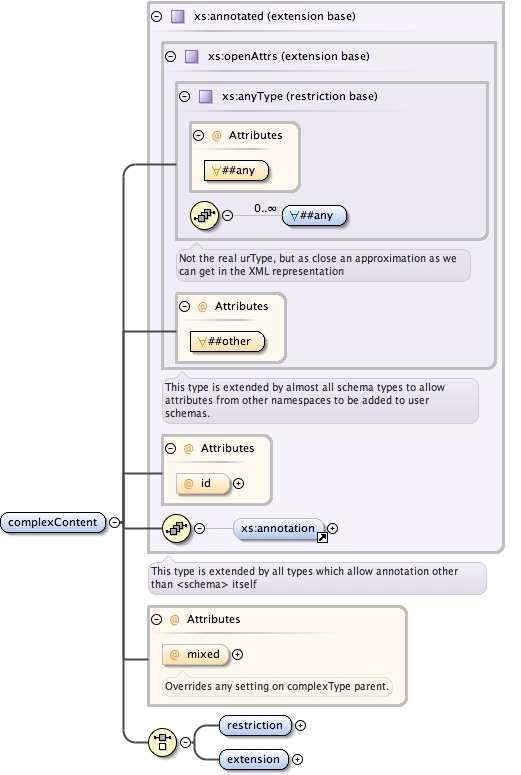 xs:annotated (extension base)
xs:openAttrs (extension base)
xs:anyType (restriction base)
@ Attributes
∀##any
0..∞
∀##any
Not the real urType, but as close an approximation as we
can get in the XML representation
@ Attributes
∀##other
This type is extended by almost all schema types to allow
attributes from other namespaces to be added to user
schemas.
@ Attributes
@ id
complexContent
xs:annotation
This type is extended by all types which allow annotation other
than <schema> itself
@ Attributes
@ mixed
Overrides any setting on complexType parent.
restriction
extension